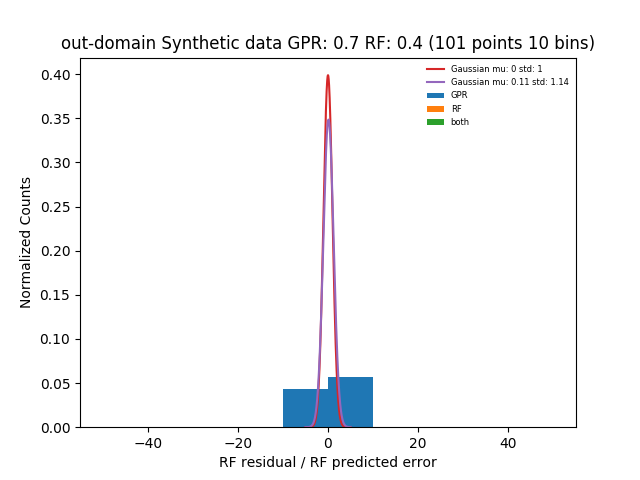 out-domain Synthetic data GPR: 0.7 RF: 0.4 (101 points 10 bins)
Gaussian mu: 0 std: 1
Gaussian mu: 0.11 std: 1.14
GPR
RF
both
Normalized Counts
0.40
0.35
0.30
0.25
0.20
0.15
0.10
0.05
0.00
−40 −20 0 20 40
RF residual / RF predicted error